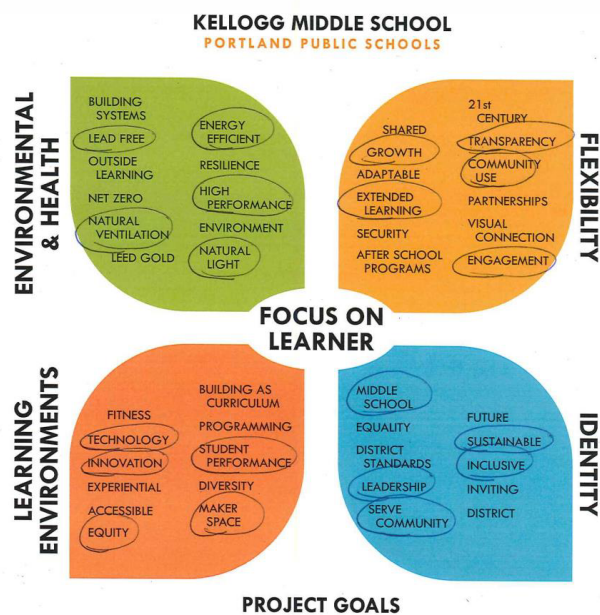 KELLOGG MIDDLE SCHOOL
PORTLAND PUBLIC SCHOOLS
ENVIRONMENTAL
& HEALTH
BUILDING
SYSTEMS
LEAD FREE
OUTSIDE
LEARNING
NET ZERO
NATURAL
VENTILATION
LEED GOLD
ENERGY
EFFICIENT
RESILIENCE
HIGH
PERFORMANCE
ENVIRONMENT
NATURAL
LIGHT
SHARED
GROWTH
ADAPTABLE
EXTENDED
LEARNING
SECURITY
AFTER SCHOOL
PROGRAMS
21st
CENTURY
TRANSPARENCY
COMMUNITY
USE
PARTNERSHIPS
VISUAL
CONNECTION
ENGAGEMENT
FLEXIBILITY
FOCUS ON
LEARNER
LEARNING
ENVIRONMENTS
FITNESS
TECHNOLOGY
INNOVATION
EXPERIENTIAL
ACCESSIBLE
EQUITY
BUILDING AS
CURRICULUM
PROGRAMMING
STUDENT
PERFORMANCE
DIVERSITY
MAKER
SPACE
MIDDLE
SCHOOL
EQUALITY
DISTRICT
STANDARDS
LEADERSHIP
SERVE
COMMUNITY
FUTURE
SUSTAINABLE
INCLUSIVE
INVITING
DISTRICT
IDENTITY
PROJECT GOALS